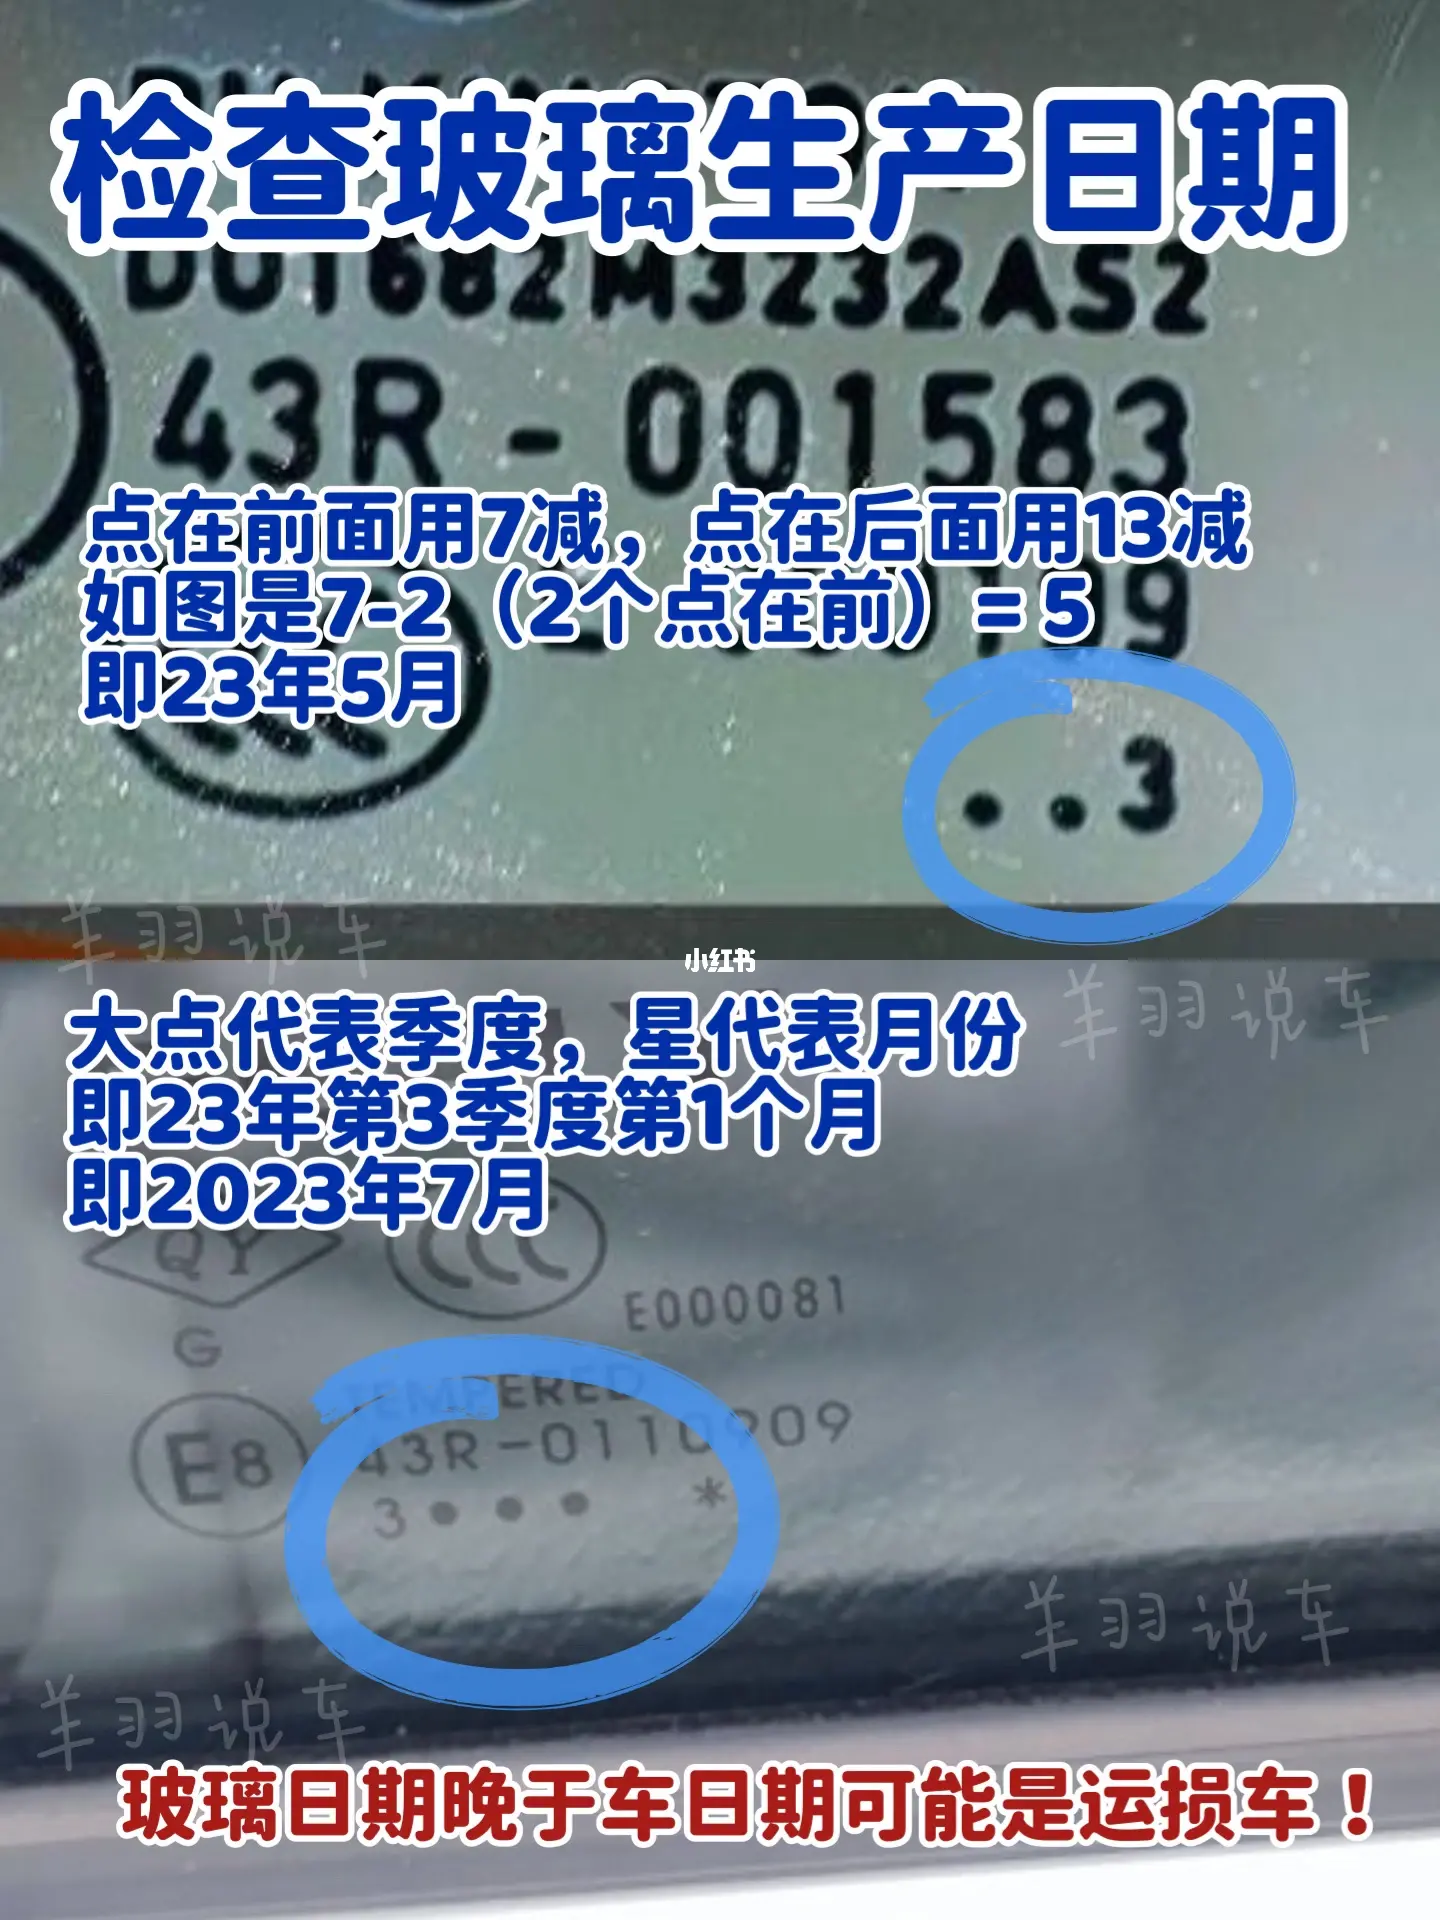 检查玻璃生产日期
D01682M3232AS2
43R - 001583
点在前面用7减，点在后面用13减
如图是7-2（2个点在前）= 5
即23年5月
. . 3
羊羽说车
小红书
羊羽说车
大点代表季度，星代表月份
即23年第3季度第1个月
即2023年7月
QY
CCC
E000081
G
TEMPERED
E8
43R-0110909
3●●● *
羊羽说车
羊羽说车
玻璃日期晚于车日期可能是运损车！